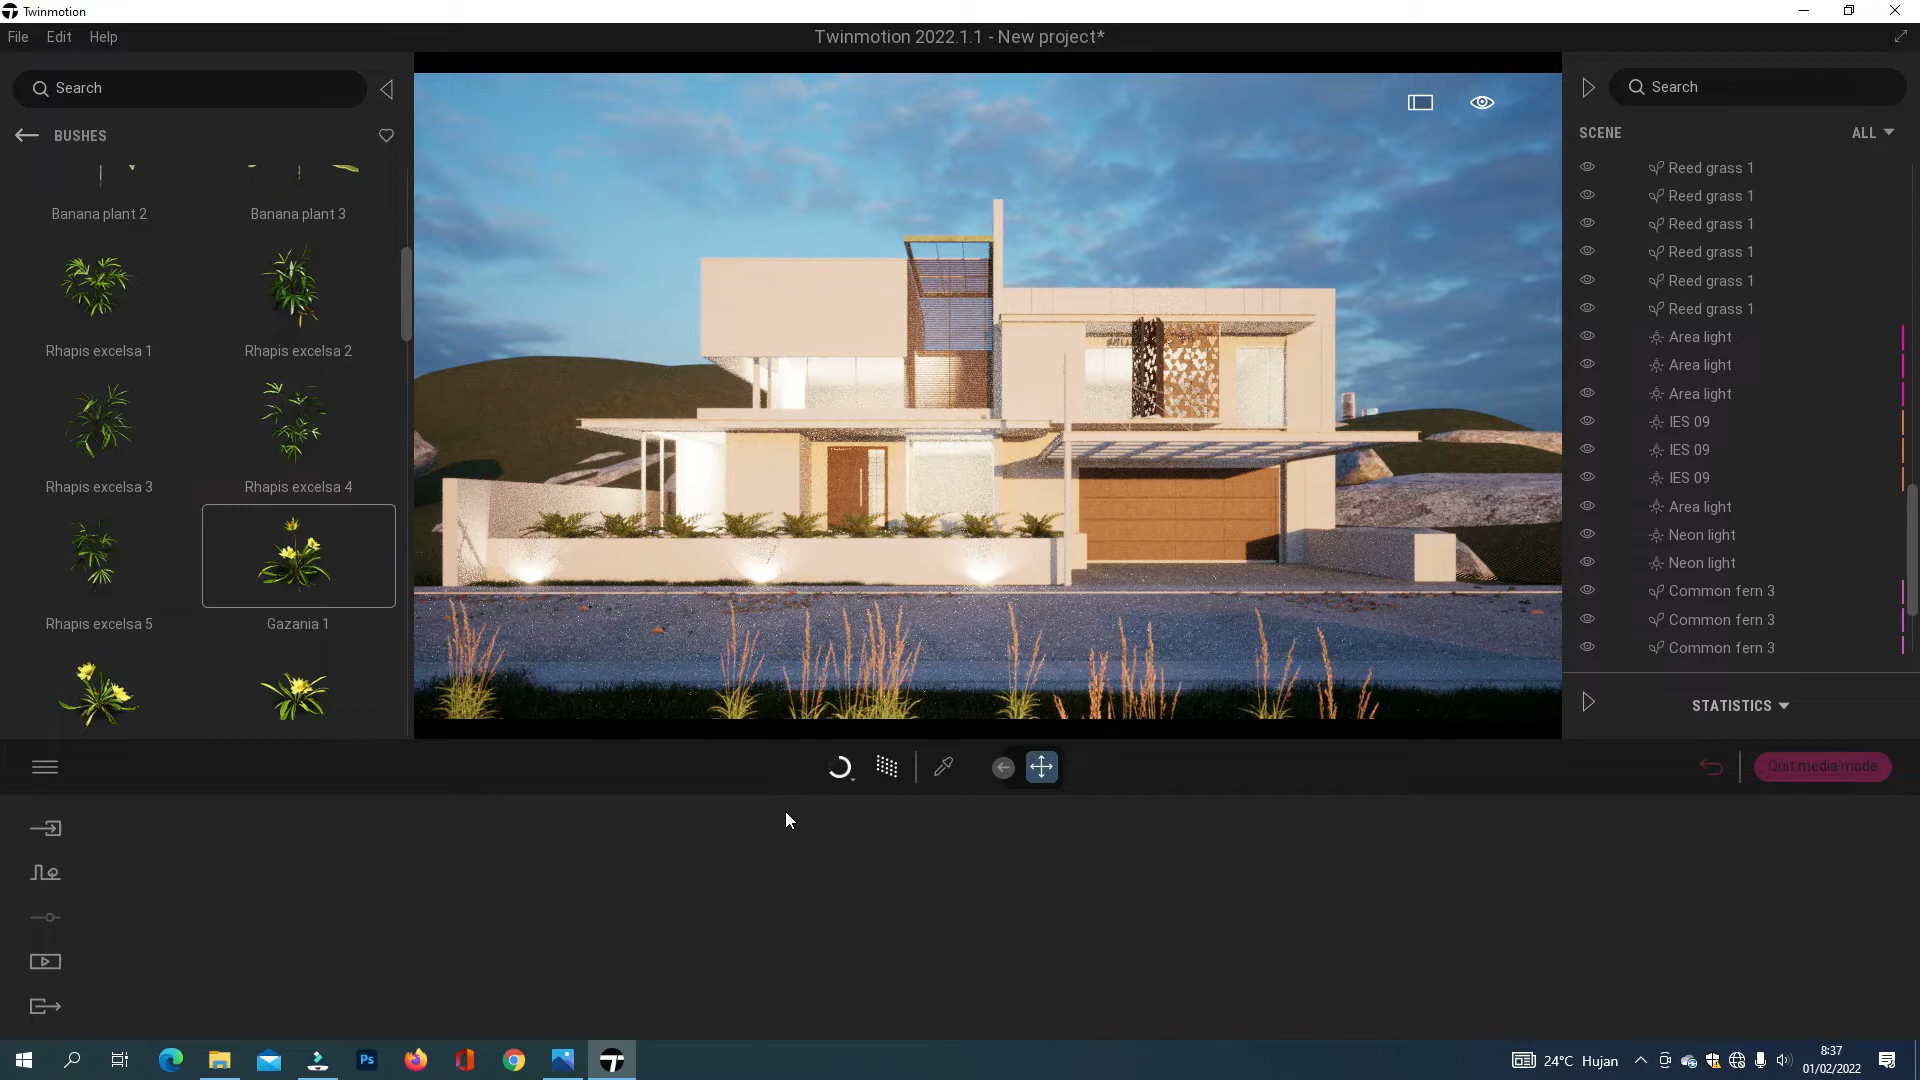 Twinmotion
File Edit Help
Twinmotion 2022.1.1 - New project*
Search
BUSHES
Banana plant 2
Banana plant 3
Rhapis excelsa 1
Rhapis excelsa 2
Rhapis excelsa 3
Rhapis excelsa 4
Rhapis excelsa 5
Gazania 1
Search
SCENE
ALL
Reed grass 1
Reed grass 1
Reed grass 1
Reed grass 1
Reed grass 1
Reed grass 1
Area light
Area light
Area light
IES 09
IES 09
IES 09
Area light
Neon light
Neon light
Common fern 3
Common fern 3
Common fern 3
STATISTICS
Quit media mode
Ps
24°C Hujan
8:37
01/02/2022